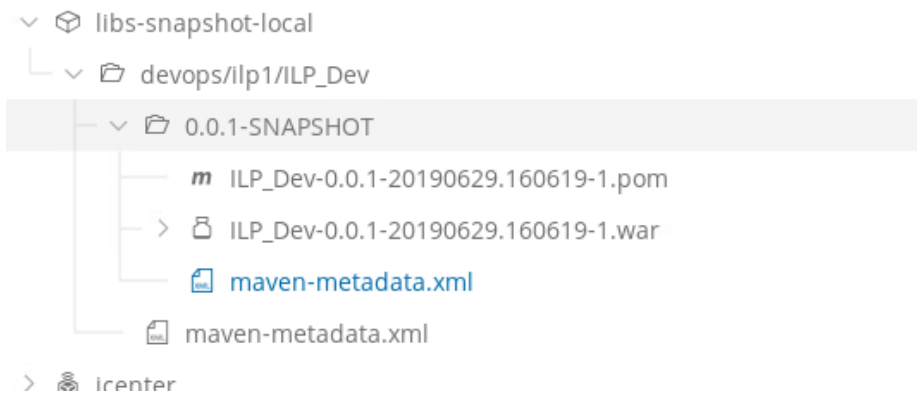 libs-snapshot-local
devops/ilp1/ILP_Dev
0.0.1-SNAPSHOT
m ILP_Dev-0.0.1-20190629.160619-1.pom
ILP_Dev-0.0.1-20190629.160619-1.war
maven-metadata.xml
maven-metadata.xml
jcenter